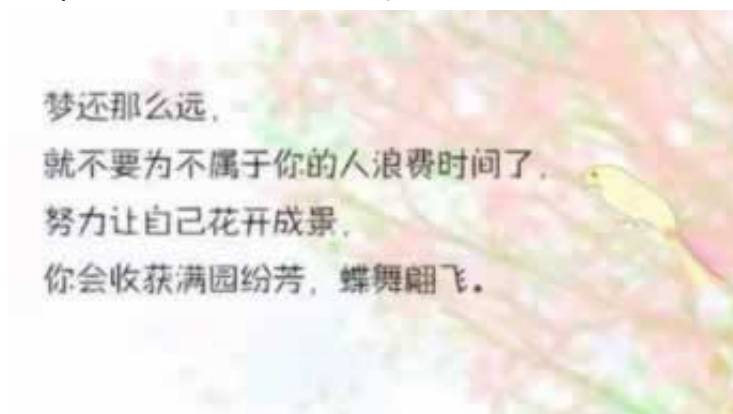 梦还那么远，
就不要为不属于你的人浪费时间了，
努力让自己花开成景，
你会收获满园纷芳，蝶舞翩飞。